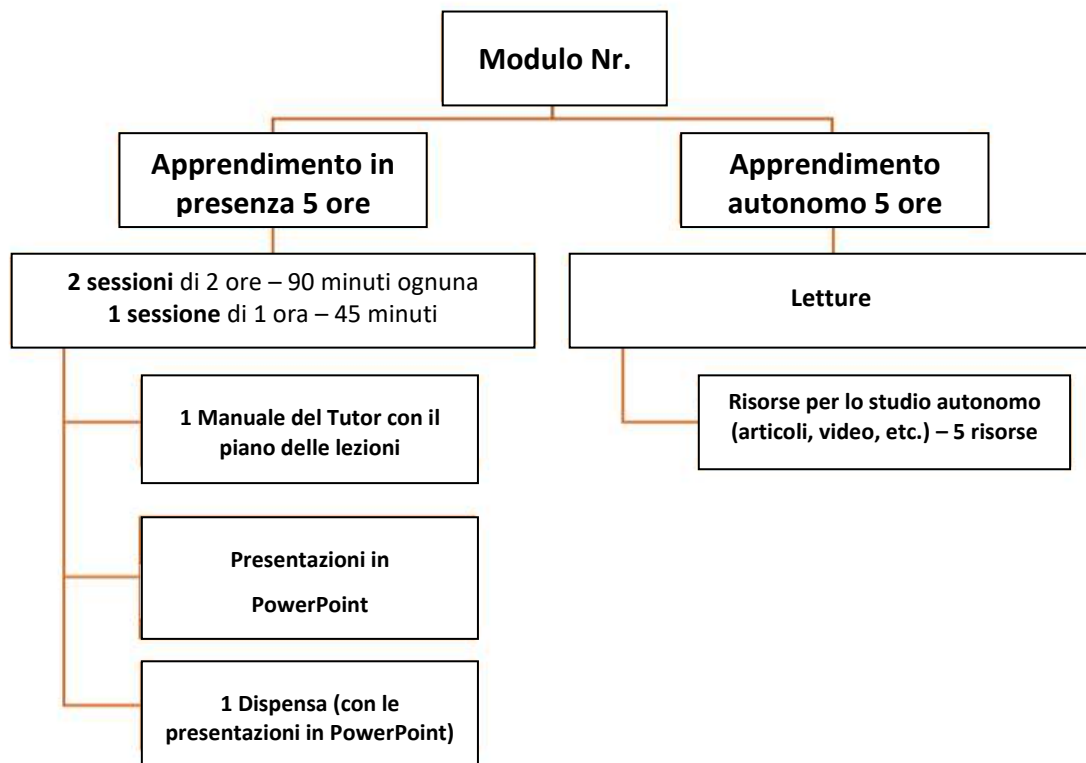 Modulo Nr.
Apprendimento in
presenza 5 ore
2 sessioni di 2 ore – 90 minuti ognuna
1 sessione di 1 ora – 45 minuti
1 Manuale del Tutor con il
piano delle lezioni
Presentazioni in
PowerPoint
1 Dispensa (con le
presentazioni in PowerPoint)
Apprendimento
autonomo 5 ore
Letture
Risorse per lo studio autonomo
(articoli, video, etc.) – 5 risorse